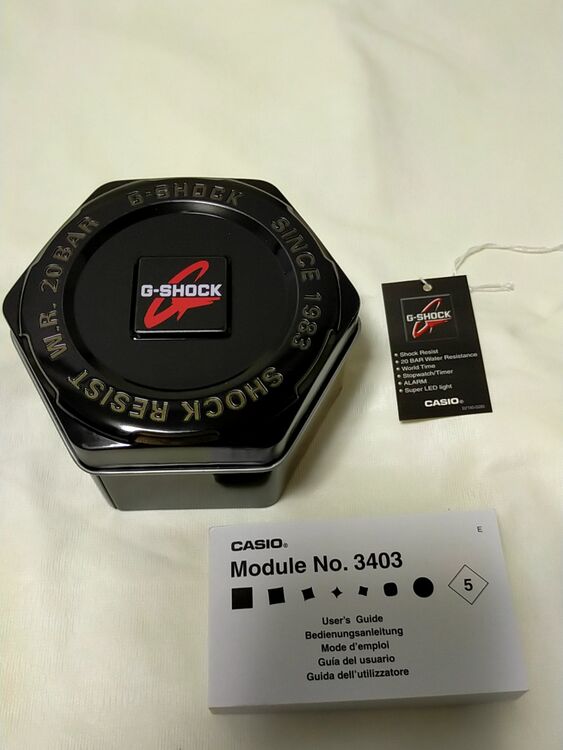 G-SHOCK
SINCE 1983
SHOCK RESIST
W.R. 20BAR
G-SHOCK
G-SHOCK
Shock Resist
20 BAR Water Resistance
World Time
Stopwatch/Timer
ALARM
Super LED light
CASIO®
E
CASIO®
Module No. 3403
5
User's Guide
Bedienungsanleitung
Mode d'emploi
Guía del usuario
Guida dell'utilizzatore